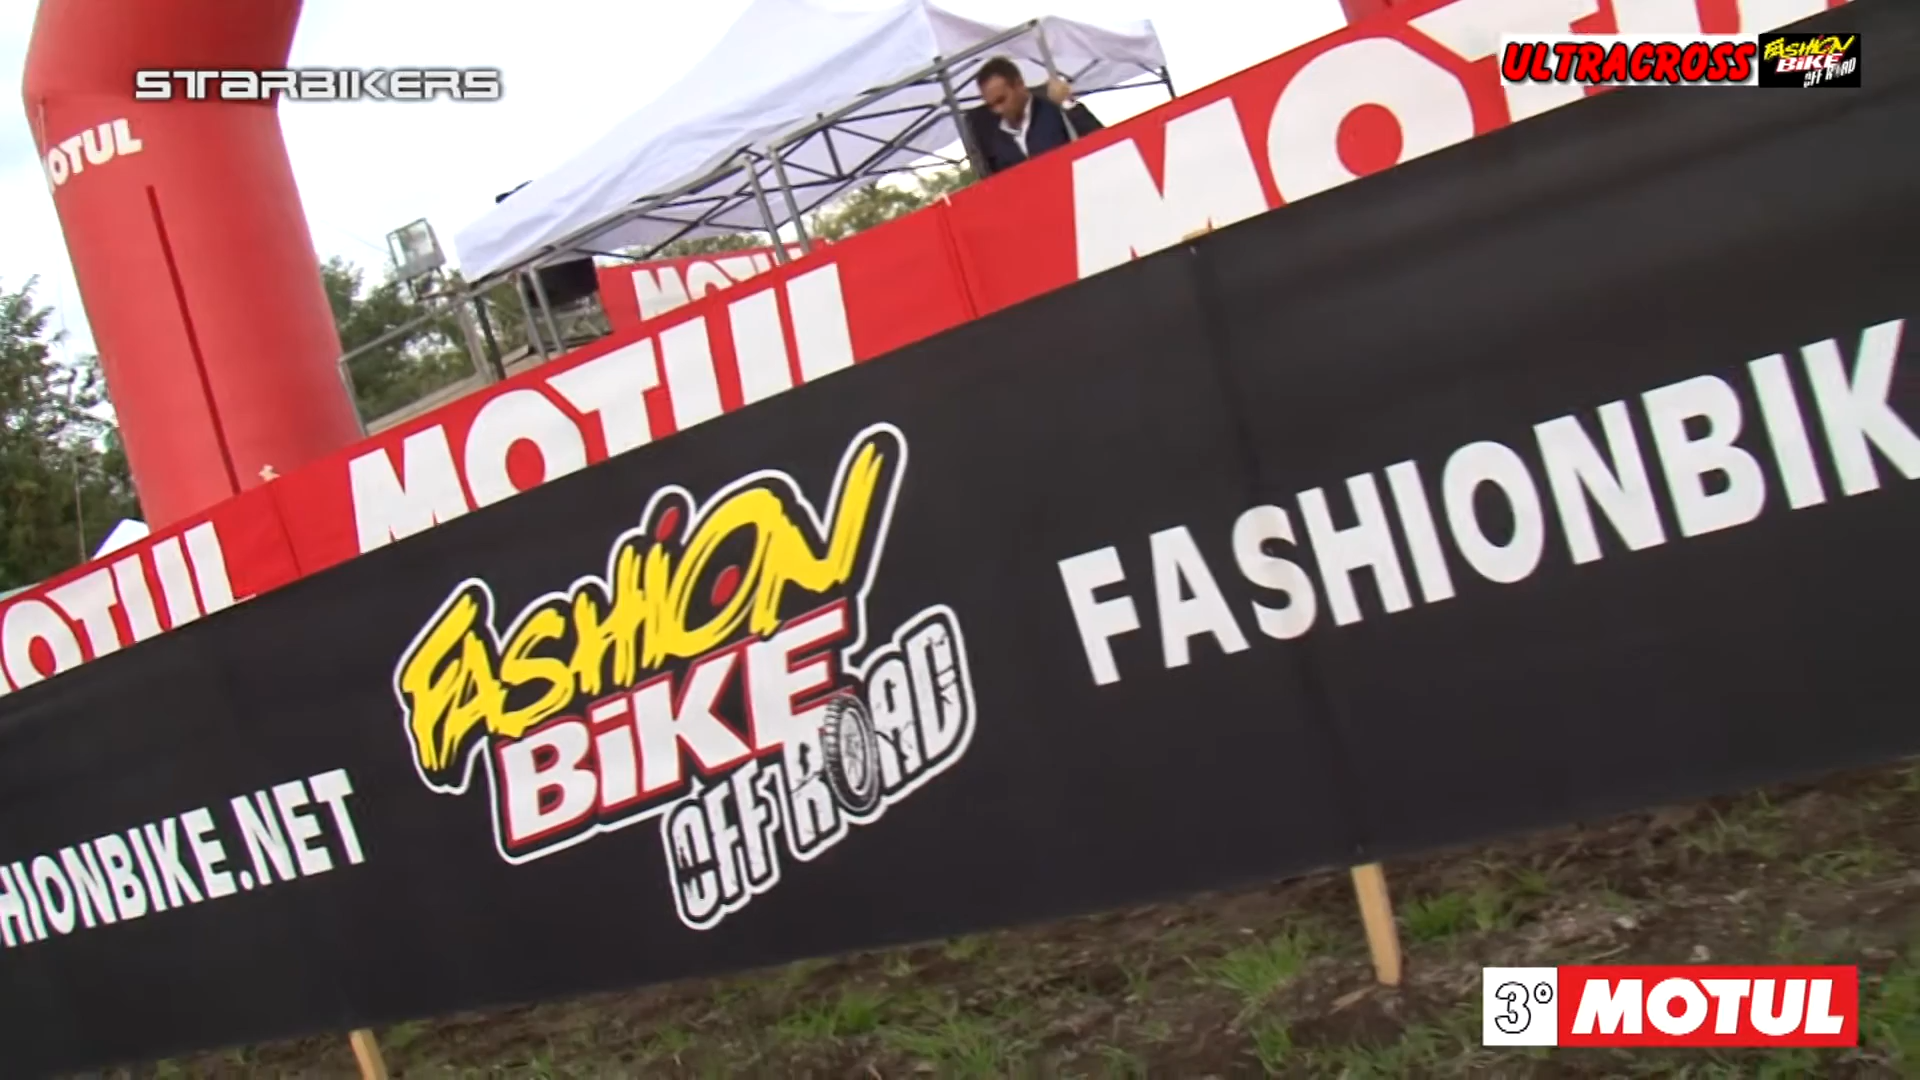 STARBIKERS
ULTRACROSS
FASHION
BIKE
OFF ROAD
MOTUL
MOTUL
MOTUL
MOTUL
OTUL
FASHION
BiKE
OFF ROAD
FASHIONBIK
HIONBIKE.NET
3° MOTUL